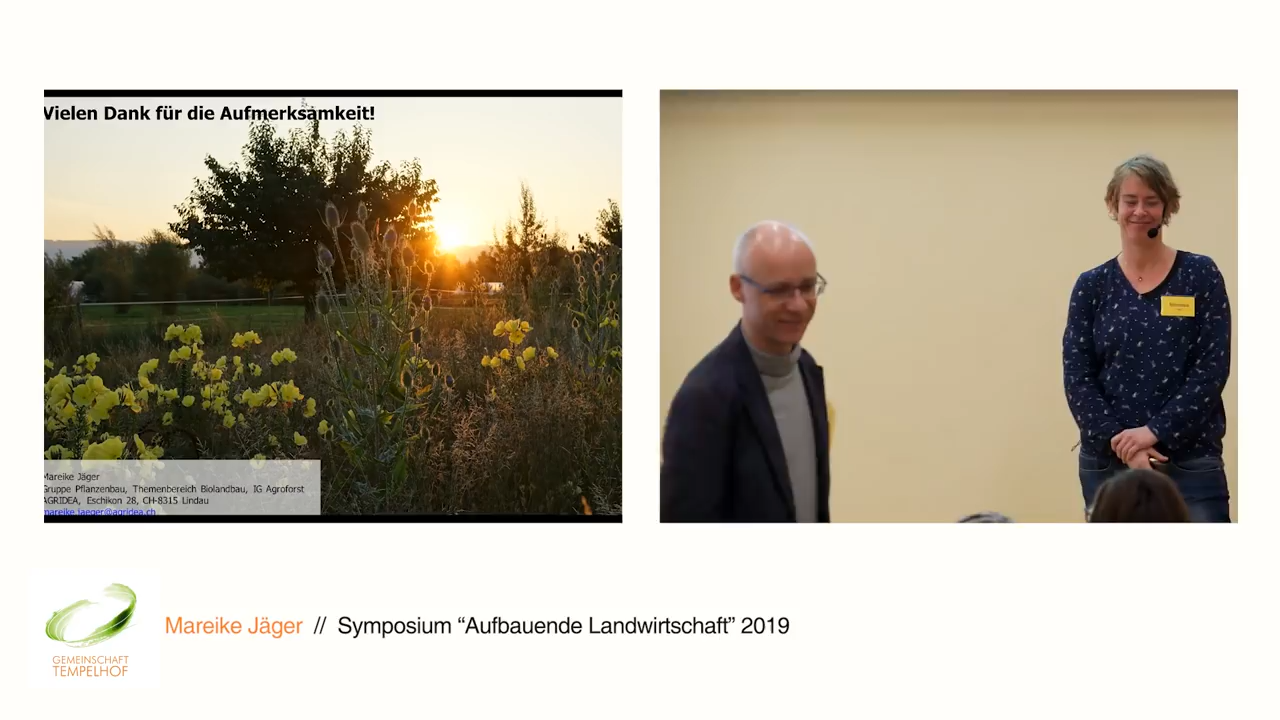 Vielen Dank für die Aufmerksamkeit!
Mareike Jäger
Gruppe Pflanzenbau, Themenbereich Biolandbau, IG Agroforst
AGRIDEA, Eschikon 28, CH-8315 Lindau
mareike.jaeger@agridea.ch
GEMEINSCHAFT
TEMPELHOF
Mareike Jäger // Symposium “Aufbauende Landwirtschaft” 2019